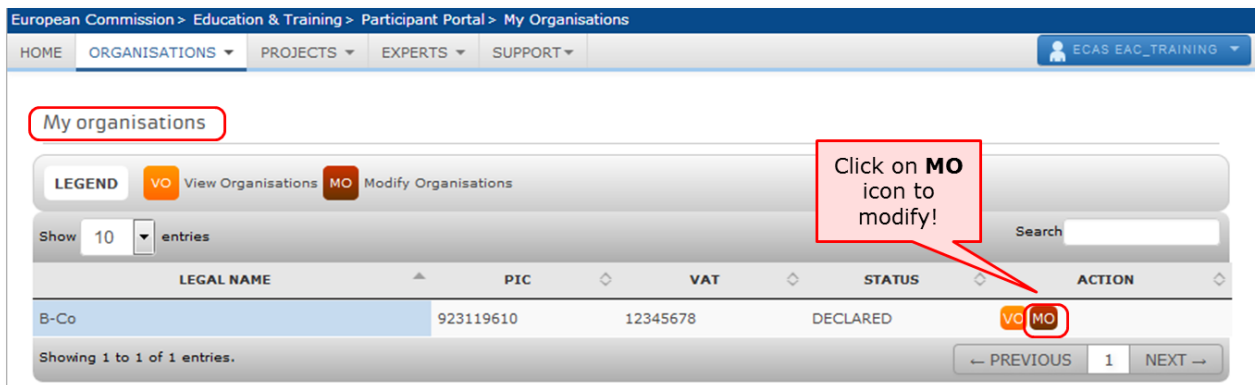 European Commission > Education & Training > Participant Portal > My Organisations
HOME ORGANISATIONS PROJECTS EXPERTS SUPPORT ECAS EAC_TRAINING
My organisations
Click on MO
icon to
modify!
LEGEND VO View Organisations MO Modify Organisations
Show 10 entries Search
LEGAL NAME PIC VAT STATUS ACTION
B-Co 923119610 12345678 DECLARED VO MO
Showing 1 to 1 of 1 entries. ← PREVIOUS 1 NEXT →